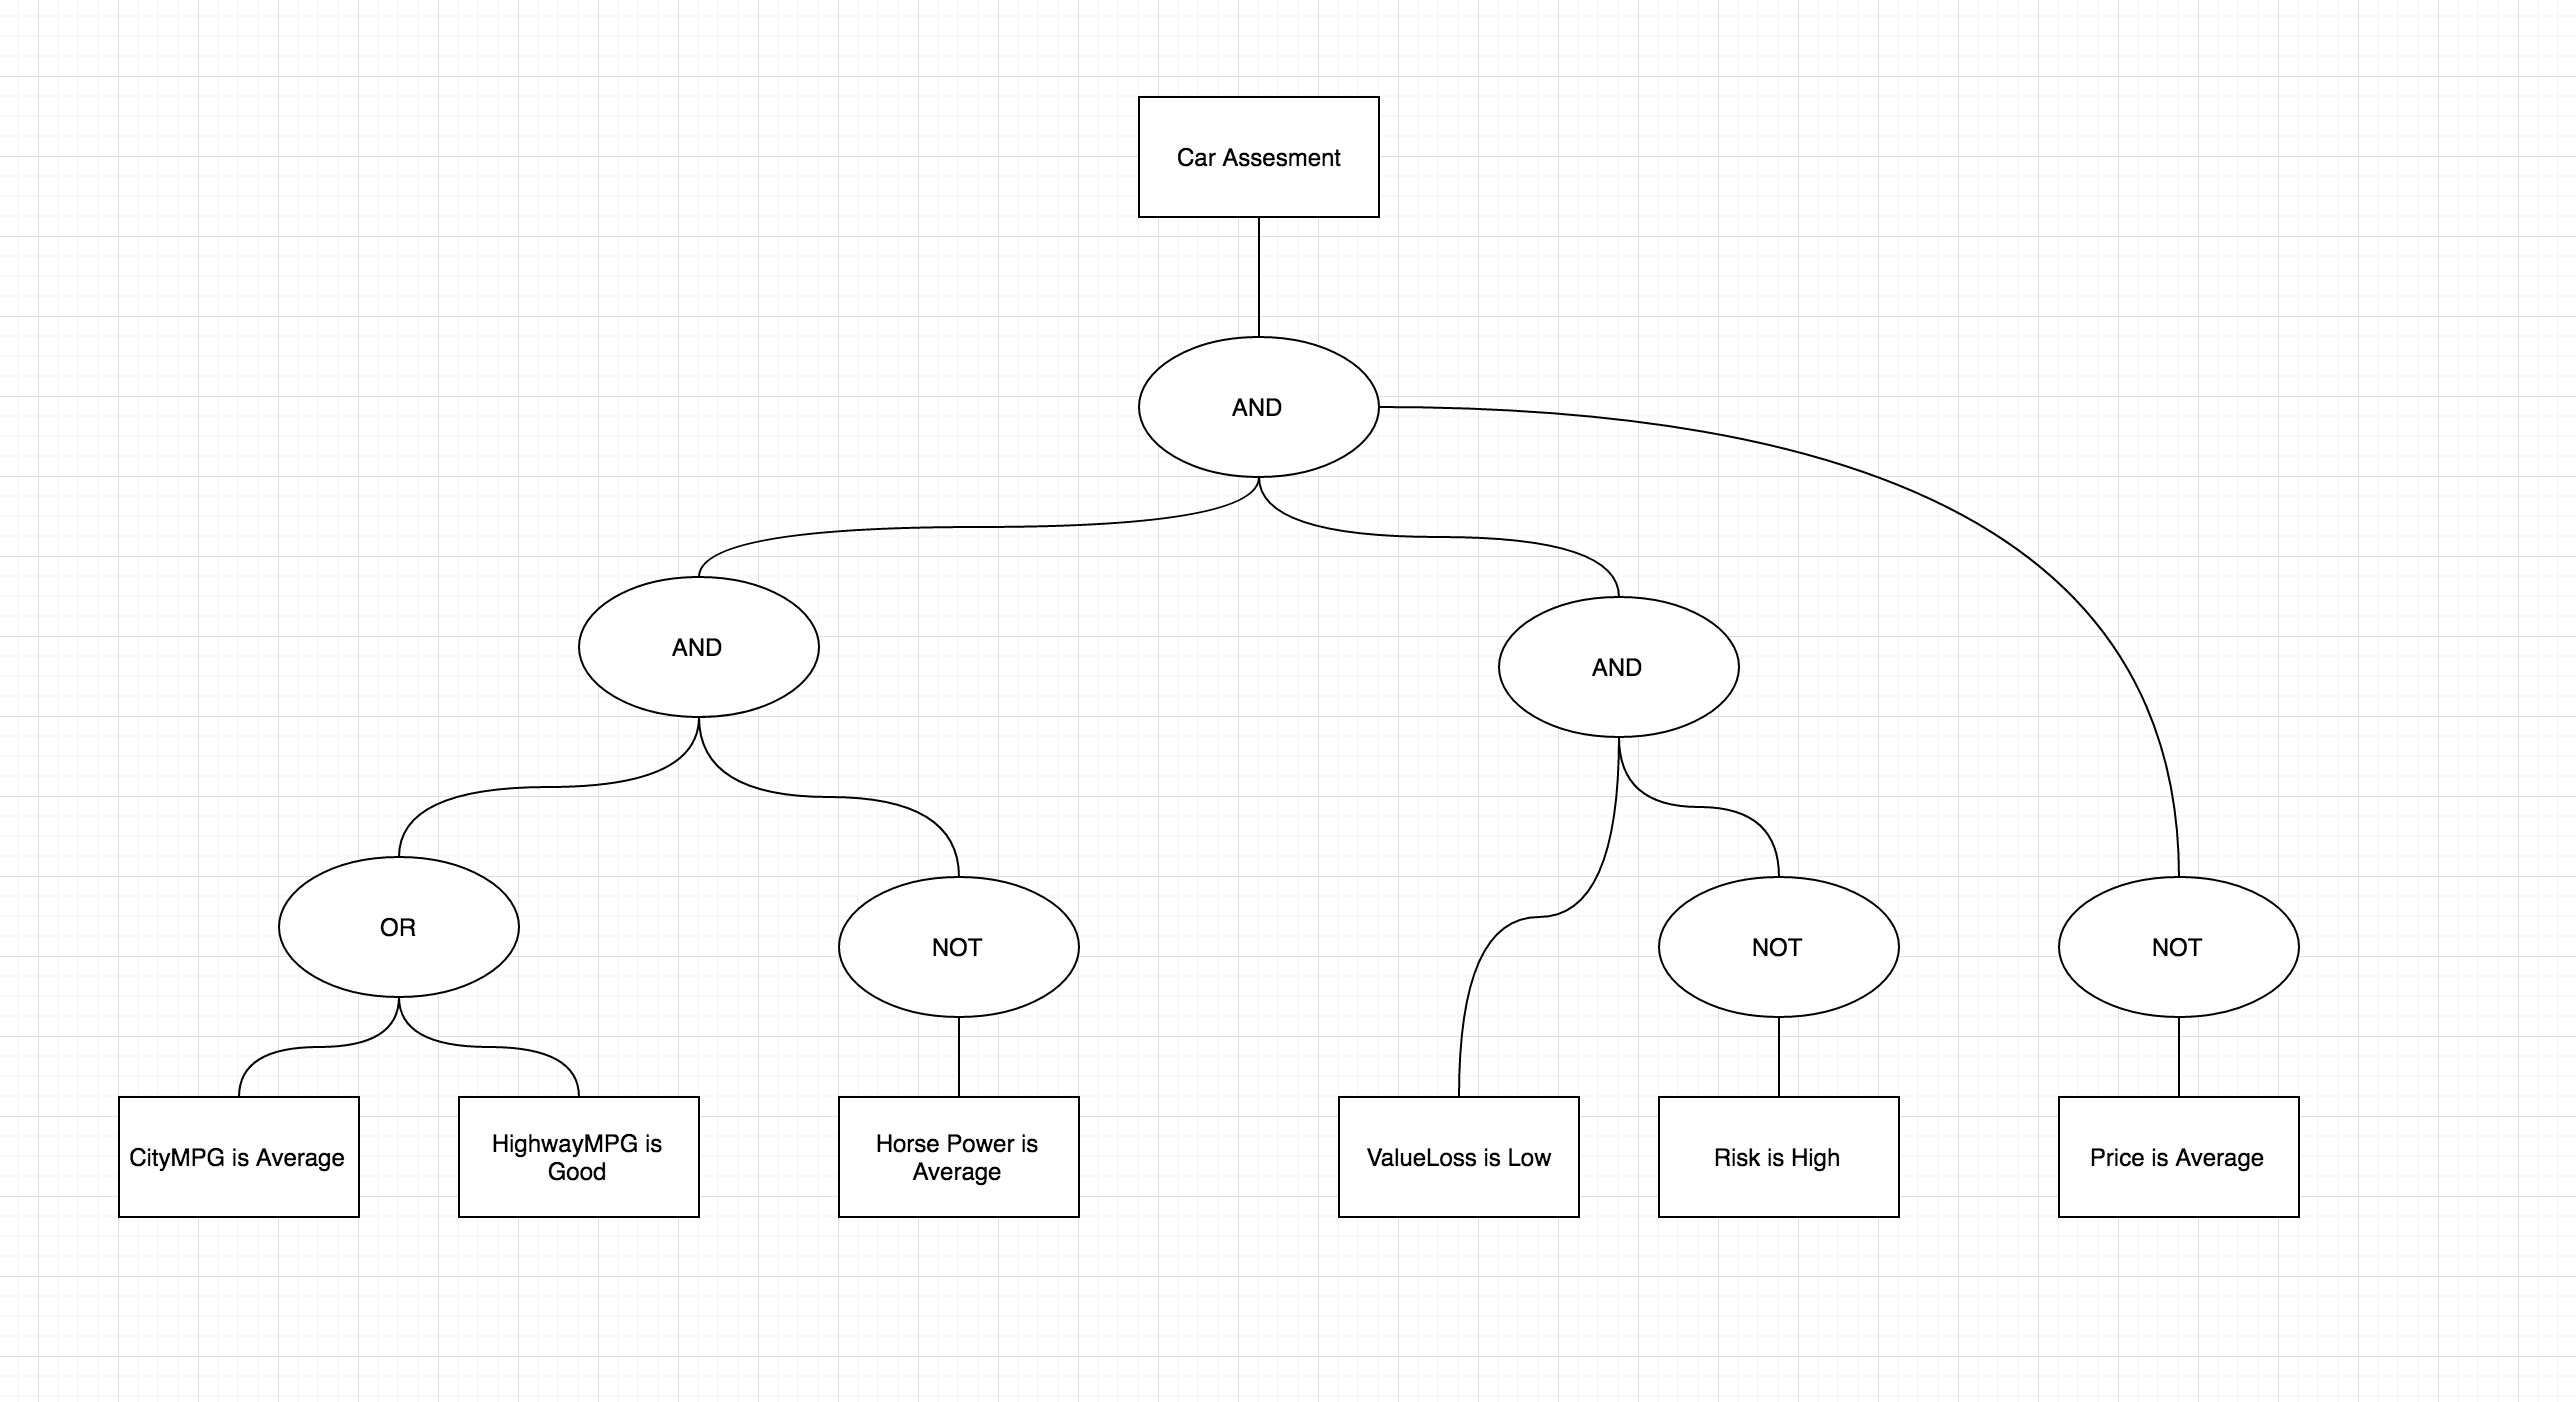 Car Assesment
AND
AND
AND
OR
NOT
NOT
NOT
CityMPG is Average
HighwayMPG is
Good
Horse Power is
Average
ValueLoss is Low
Risk is High
Price is Average